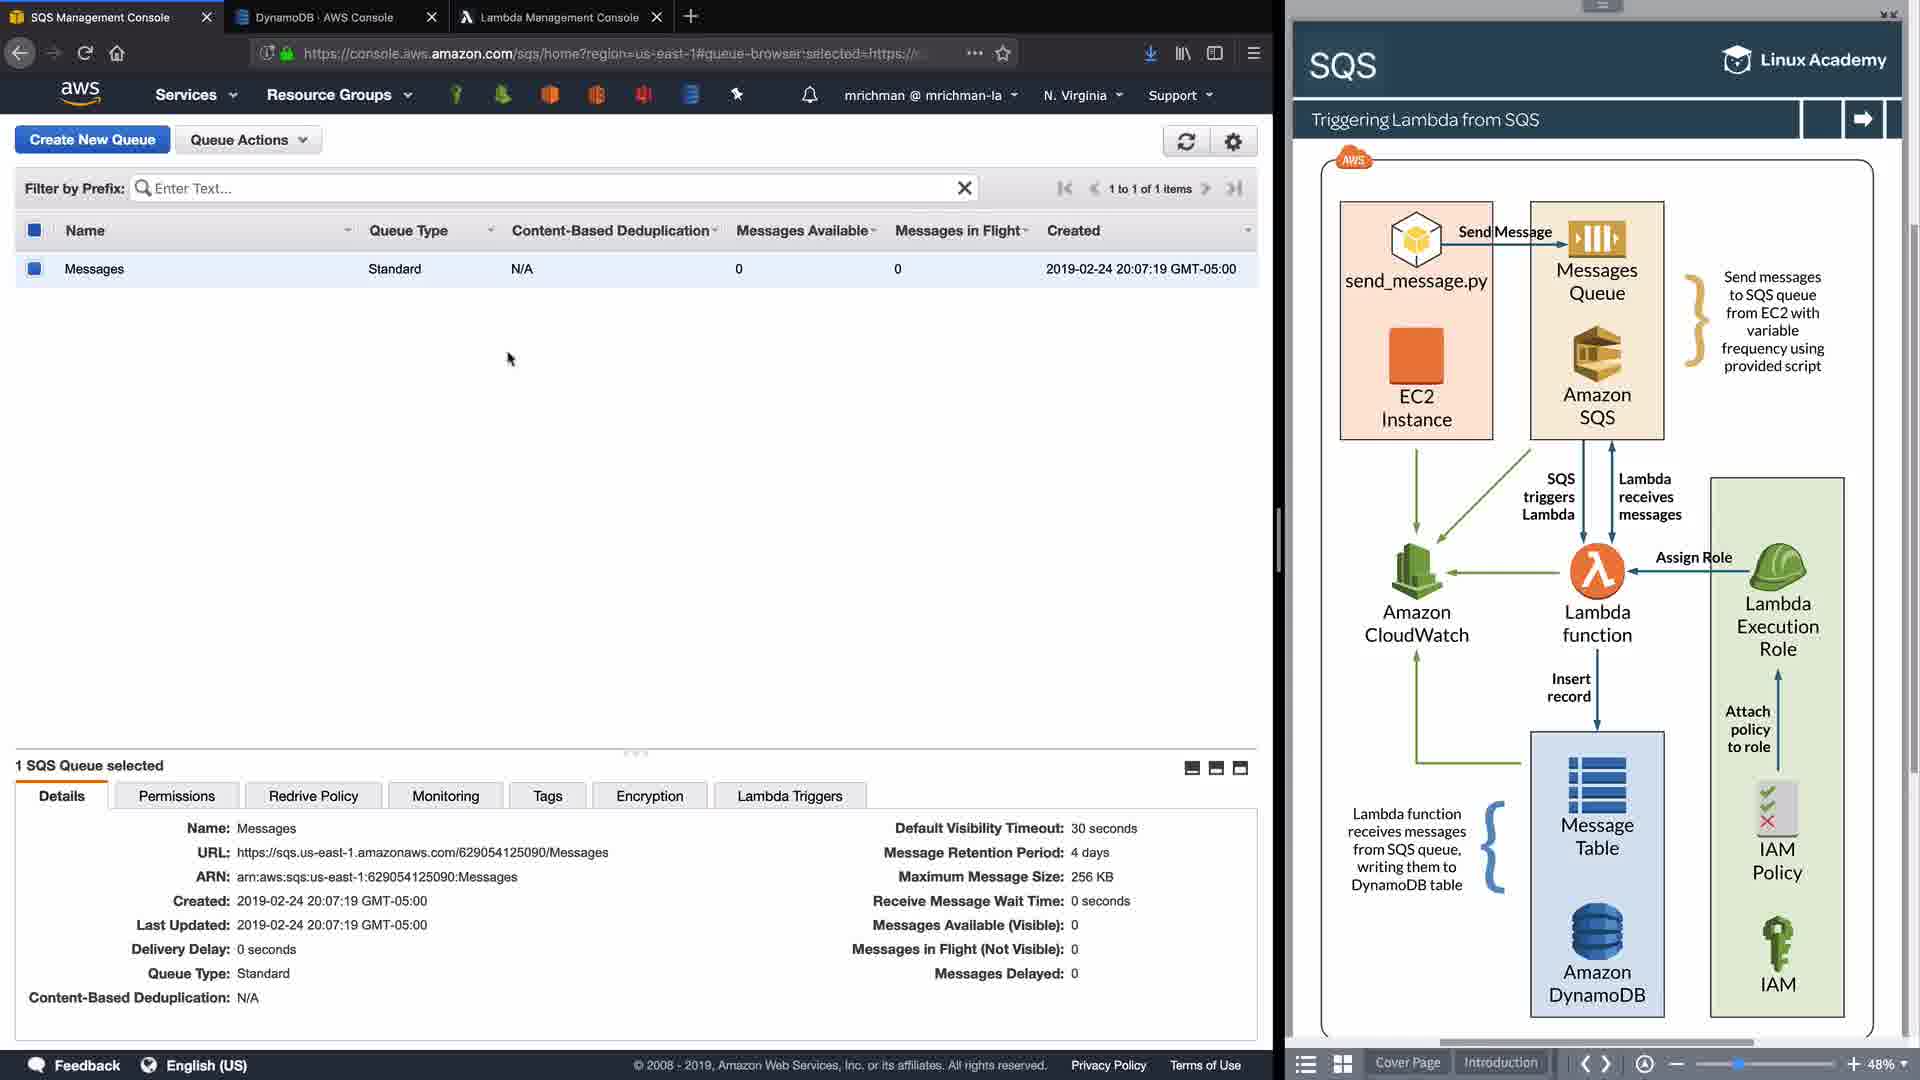 SQS Management Console
DynamoDB · AWS Console
Lambda Management Console
https://console.aws.amazon.com/sqs/home?region=us-east-1#queue-browser:selected=https://
aws
Services
Resource Groups
mrichman @ mrichman-la
N. Virginia
Support
Create New Queue
Queue Actions
Filter by Prefix:
Enter Text...
1 to 1 of 1 items
Name
Queue Type
Content-Based Deduplication
Messages Available
Messages in Flight
Created
Messages
Standard
N/A
0
0
2019-02-24 20:07:19 GMT-05:00
1 SQS Queue selected
Details
Permissions
Redrive Policy
Monitoring
Tags
Encryption
Lambda Triggers
Name: Messages
URL: https://sqs.us-east-1.amazonaws.com/629054125090/Messages
ARN: arn:aws:sqs:us-east-1:629054125090:Messages
Created: 2019-02-24 20:07:19 GMT-05:00
Last Updated: 2019-02-24 20:07:19 GMT-05:00
Delivery Delay: 0 seconds
Queue Type: Standard
Content-Based Deduplication: N/A
Default Visibility Timeout: 30 seconds
Message Retention Period: 4 days
Maximum Message Size: 256 KB
Receive Message Wait Time: 0 seconds
Messages Available (Visible): 0
Messages in Flight (Not Visible): 0
Messages Delayed: 0
Feedback
English (US)
© 2008 - 2019, Amazon Web Services, Inc. or its affiliates. All rights reserved.
Privacy Policy
Terms of Use
SQS
Linux Academy
Triggering Lambda from SQS
AWS
send_message.py
Send Message
Messages
Queue
EC2
Instance
Amazon
SQS
Send messages
to SQS queue
from EC2 with
variable
frequency using
provided script
SQS
triggers
Lambda
Lambda
receives
messages
Amazon
CloudWatch
Lambda
function
Assign Role
Lambda
Execution
Role
Insert
record
Attach
policy
to role
Lambda function
receives messages
from SQS queue,
writing them to
DynamoDB table
Message
Table
Amazon
DynamoDB
IAM
Policy
IAM
Cover Page
Introduction
48%